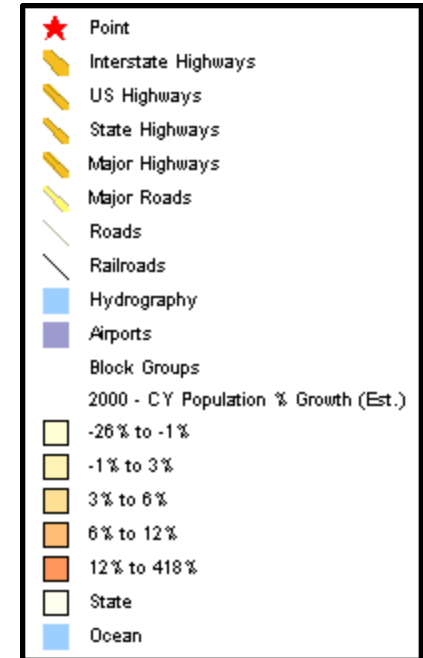 Point
Interstate Highways
US Highways
State Highways
Major Highways
Major Roads
Roads
Railroads
Hydrography
Airports
Block Groups
2000 - CY Population % Growth (Est.)
-26% to -1%
-1% to 3%
3% to 6%
6% to 12%
12% to 418%
State
Ocean